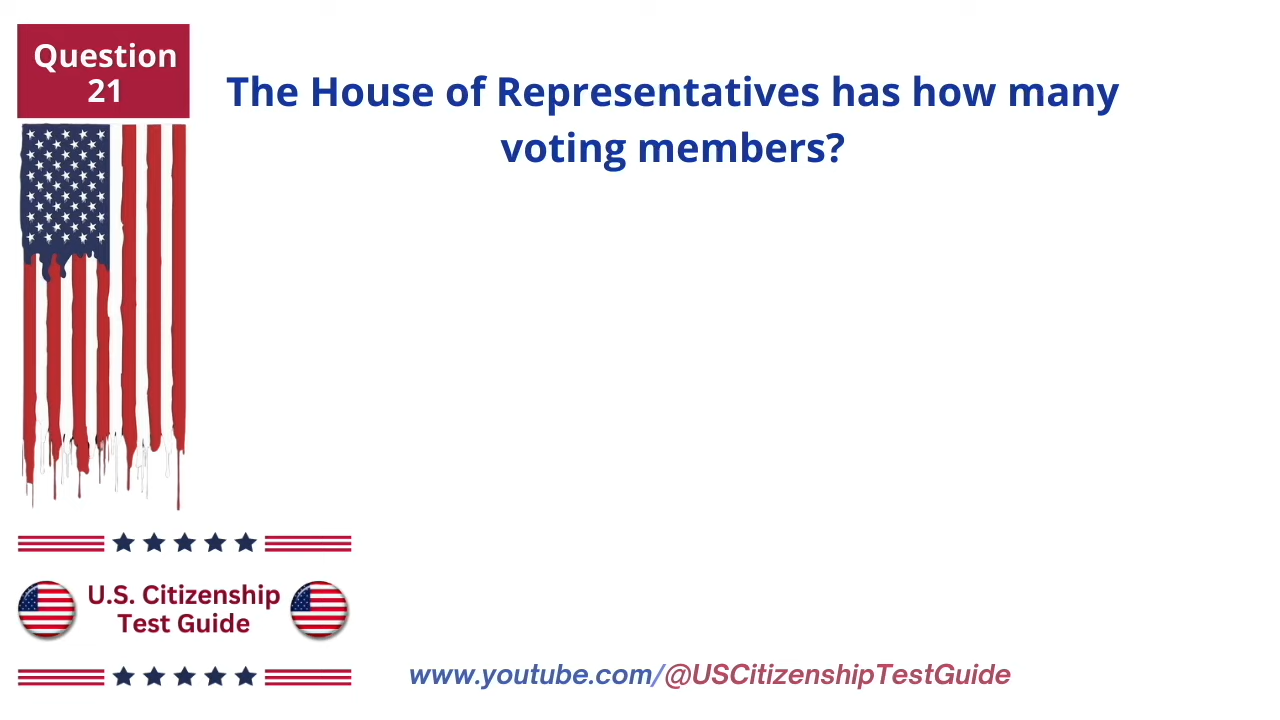 Question
21
The House of Representatives has how many
voting members?
U.S. Citizenship
Test Guide
www.youtube.com/@USCitizenshipTestGuide